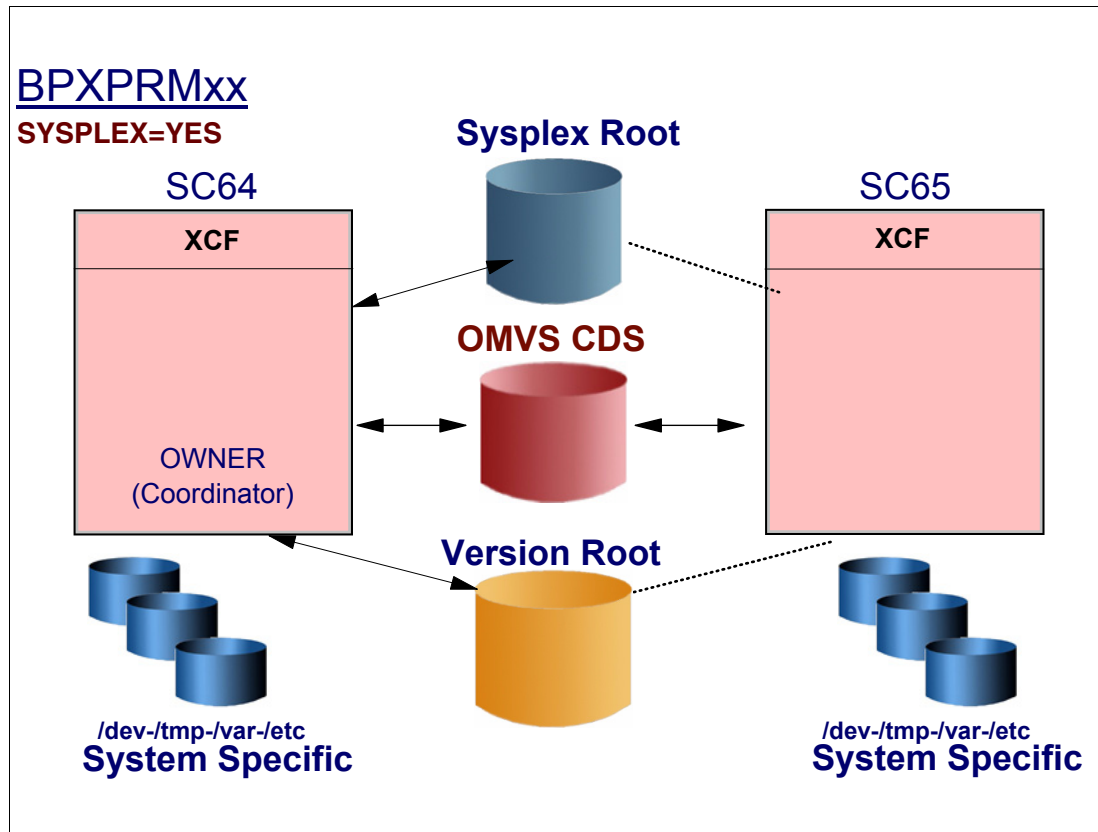 BPXPRMxx
SYSPLEX=YES
Sysplex Root
SC64
SC65
XCF
XCF
OMVS CDS
OWNER
(Coordinator)
Version Root
/dev-/tmp-/var-/etc
System Specific
/dev-/tmp-/var-/etc
System Specific